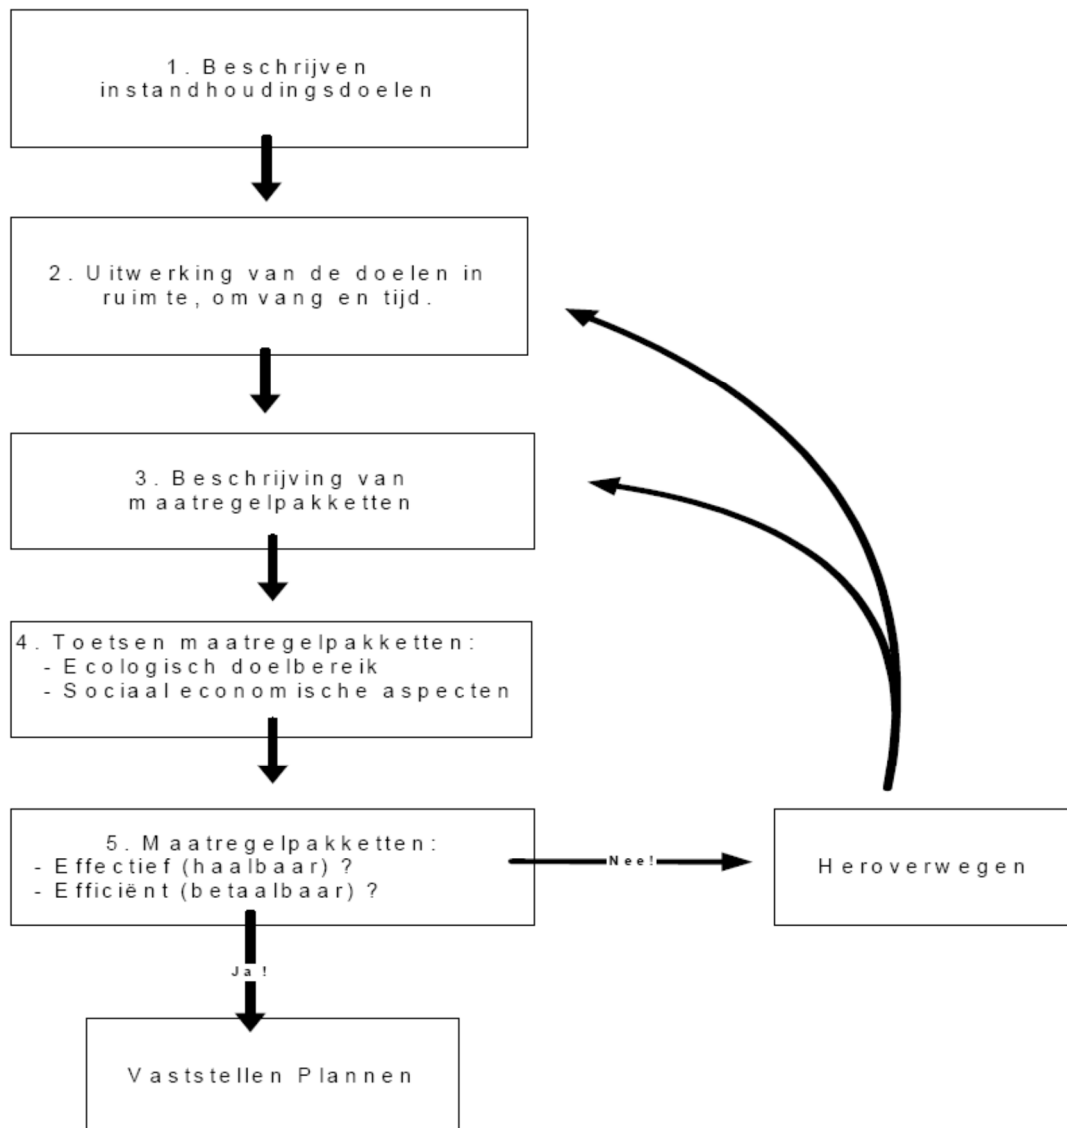 1. Beschrijven
instandhoudingsdoelen
2. Uitwerking van de doelen in
ruimte, omvang en tijd.
3. Beschrijving van
maatregelpakketten
4. Toetsen maatregelpakketten:
- Ecologisch doelbereik
- Sociaal economische aspecten
5. Maatregelpakketten:
- Effectief (haalbaar) ?
- Efficiënt (betaalbaar) ?
Nee!
Heroverwegen
Ja!
Vaststellen Plannen